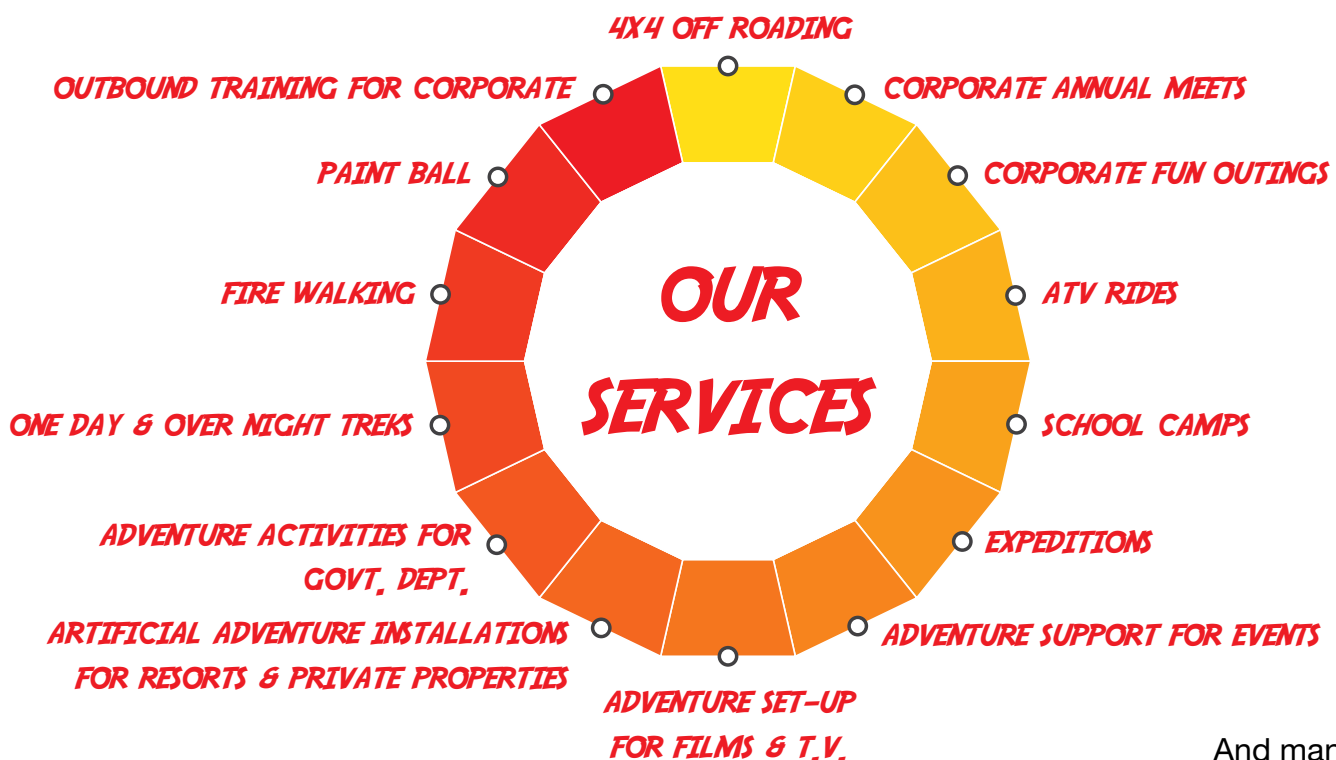 4X4 OFF ROADING
OUTBOUND TRAINING FOR CORPORATE
CORPORATE ANNUAL MEETS
PAINT BALL
CORPORATE FUN OUTINGS
FIRE WALKING
OUR
SERVICES
ATV RIDES
ONE DAY & OVER NIGHT TREKS
SCHOOL CAMPS
ADVENTURE ACTIVITIES FOR
GOVT. DEPT.
EXPEDITIONS
ARTIFICIAL ADVENTURE INSTALLATIONS
FOR RESORTS & PRIVATE PROPERTIES
ADVENTURE SUPPORT FOR EVENTS
ADVENTURE SET-UP
FOR FILMS & T.V.
And